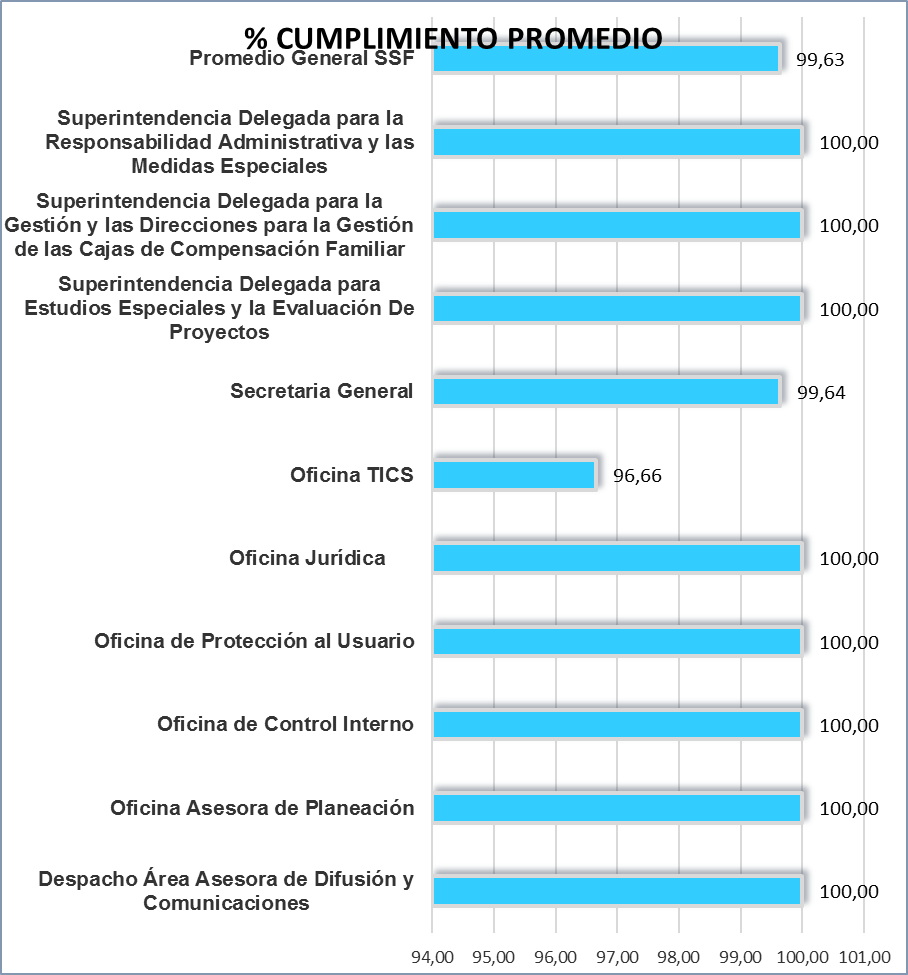 % CUMPLIMIENTO PROMEDIO
Promedio General SSF
99,63
Superintendencia Delegada para la
Responsabilidad Administrativa y las
Medidas Especiales
100,00
Superintendencia Delegada para la
Gestión y las Direcciones para la Gestión
de las Cajas de Compensación Familiar
100,00
Superintendencia Delegada para
Estudios Especiales y la Evaluación De
Proyectos
100,00
Secretaria General
99,64
Oficina TICS
96,66
Oficina Jurídica
100,00
Oficina de Protección al Usuario
100,00
Oficina de Control Interno
100,00
Oficina Asesora de Planeación
100,00
Despacho Área Asesora de Difusión y
Comunicaciones
100,00
94,00 95,00 96,00 97,00 98,00 99,00 100,00 101,00